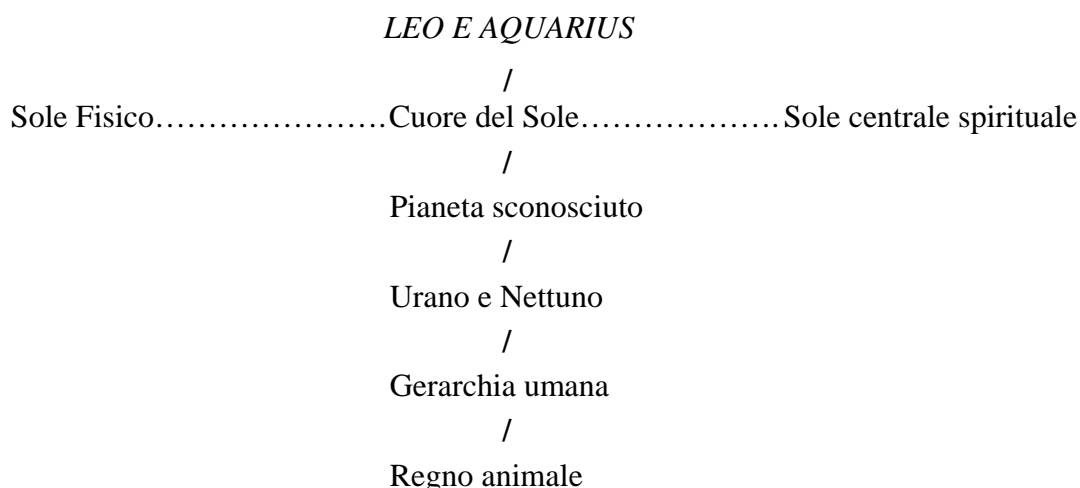 LEO E AQUARIUS
/
Sole Fisico………………….Cuore del Sole……………….Sole centrale spirituale
/
Pianeta sconosciuto
/
Urano e Nettuno
/
Gerarchia umana
/
Regno animale